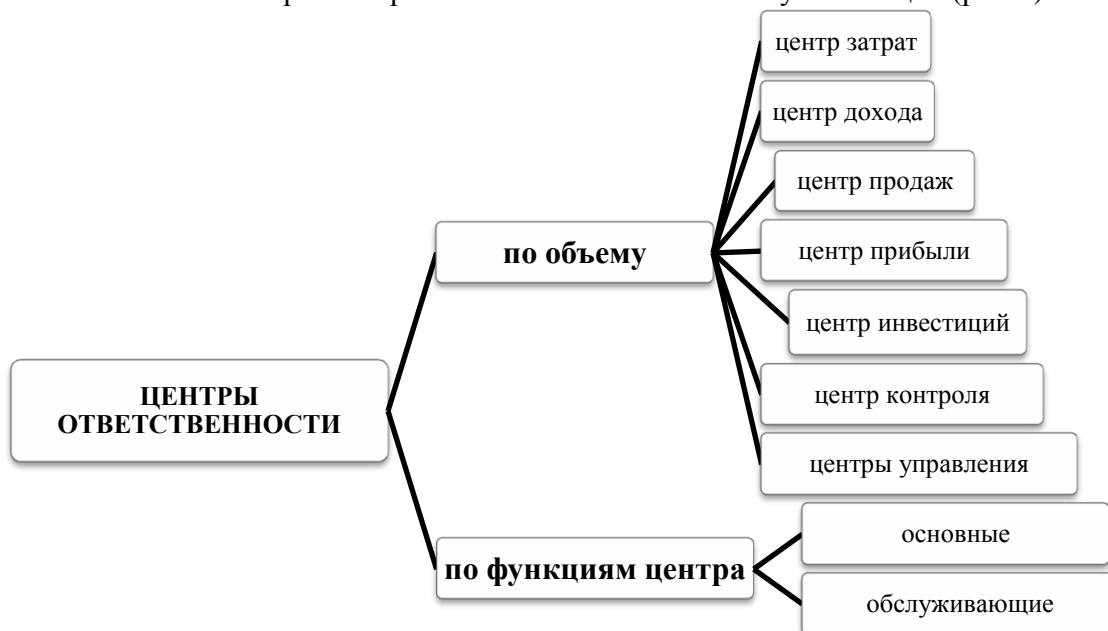 центр затрат
центр дохода
центр продаж
по объему
центр прибыли
центр инвестиций
ЦЕНТРЫ
ОТВЕТСТВЕННОСТИ
центр контроля
центры управления
основные
по функциям центра
обслуживающие